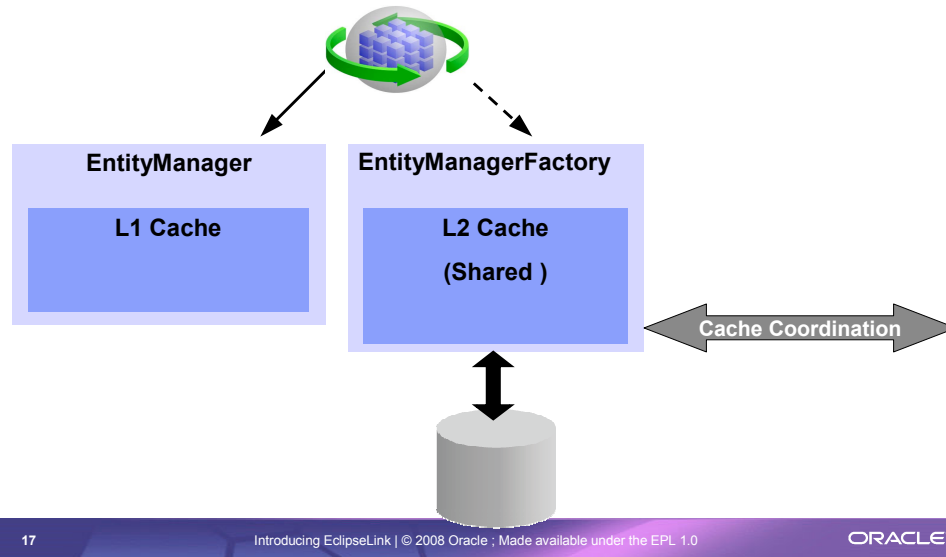 EntityManager
L1 Cache
EntityManagerFactory
L2 Cache
(Shared )
Cache Coordination
17
Introducing EclipseLink | © 2008 Oracle ; Made available under the EPL 1.0
ORACLE